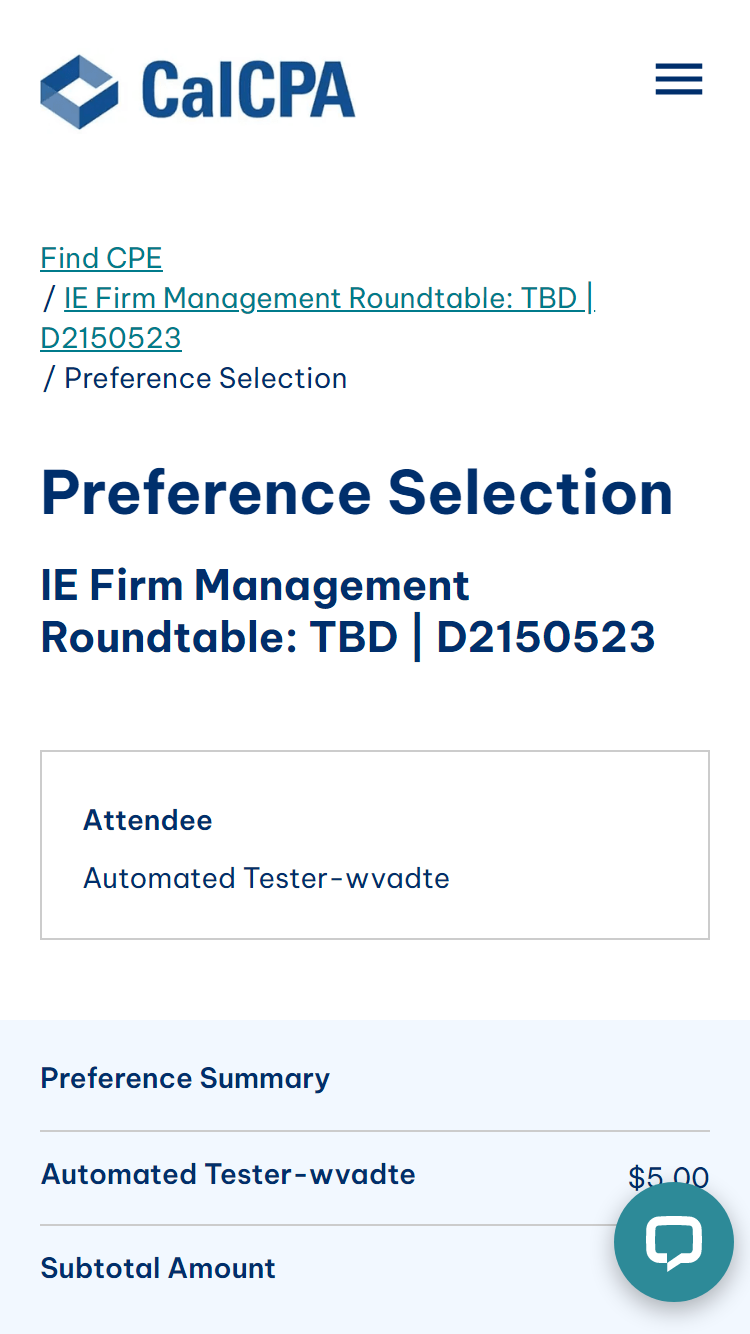 CalCPA
Find CPE
/ IE Firm Management Roundtable: TBD |
D2150523
/ Preference Selection
Preference Selection
IE Firm Management
Roundtable: TBD | D2150523
Attendee
Automated Tester-wvadte
Preference Summary
Automated Tester-wvadte $5.00
Subtotal Amount